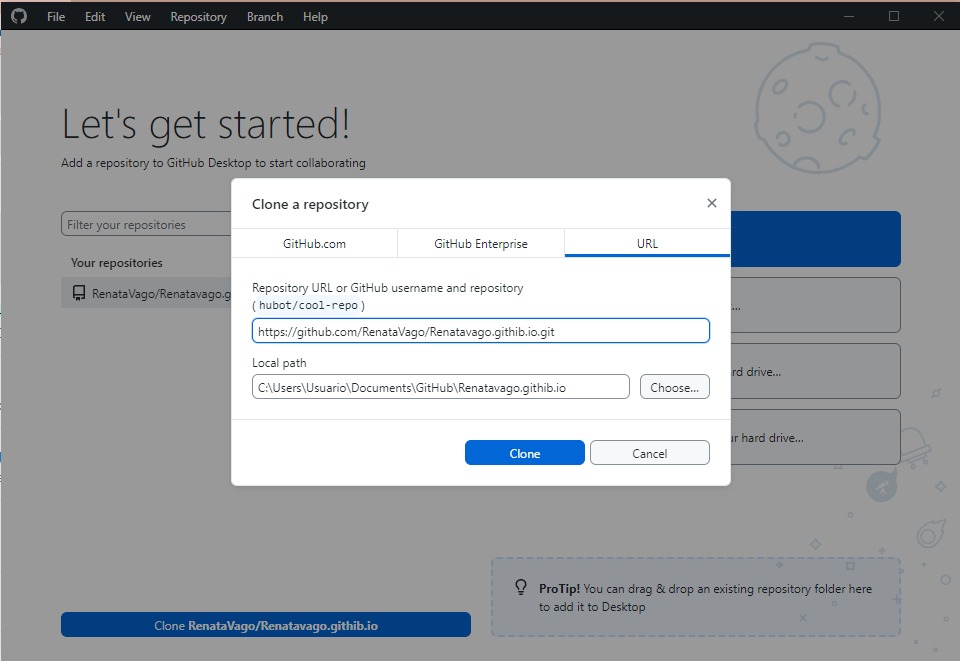 File Edit View Repository Branch Help
Let's get started!
Add a repository to GitHub Desktop to start collaborating
Filter your repositories
Your repositories
RenataVago/Renatavago.g
Clone a repository
GitHub.com GitHub Enterprise URL
Repository URL or GitHub username and repository
( hubot/cool-repo )
https://github.com/RenataVago/Renatavago.githib.io.git
Local path
C:\Users\Usuario\Documents\GitHub\Renatavago.githib.io
Choose...
Clone Cancel
...
rd drive...
ur hard drive...
ProTip! You can drag & drop an existing repository folder here
to add it to Desktop
Clone RenataVago/Renatavago.githib.io